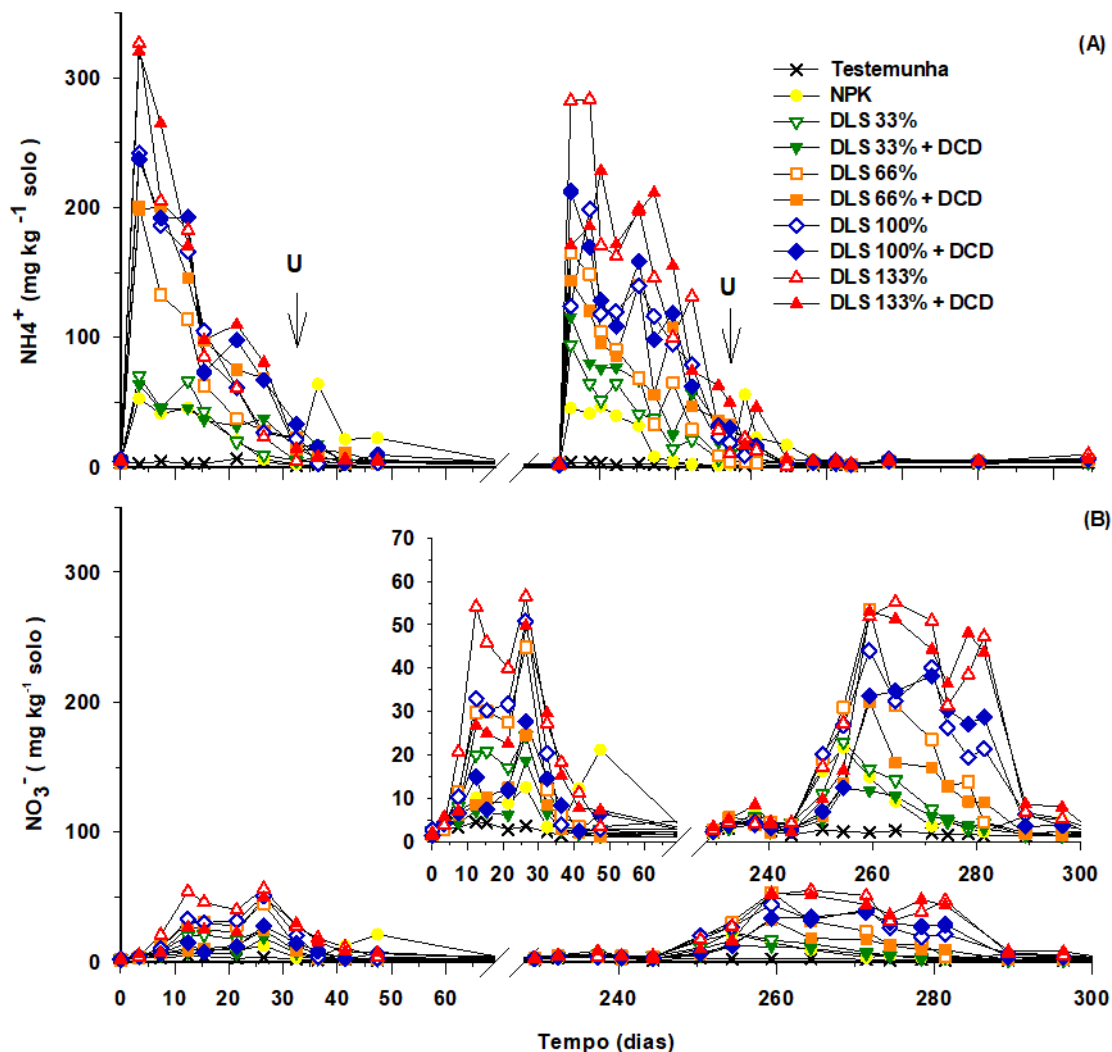 (A)
300
200
100
0
NH4+ (mg kg-1 solo)
U
U
Testemunha
NPK
DLS 33%
DLS 33% + DCD
DLS 66%
DLS 66% + DCD
DLS 100%
DLS 100% + DCD
DLS 133%
DLS 133% + DCD
(B)
300
200
100
0
NO3- ( mg kg-1 solo)
70
60
50
40
30
20
10
0
0 10 20 30 40 50 60 240 260 280 300
0 10 20 30 40 50 60 240 260 280 300
Tempo (dias)